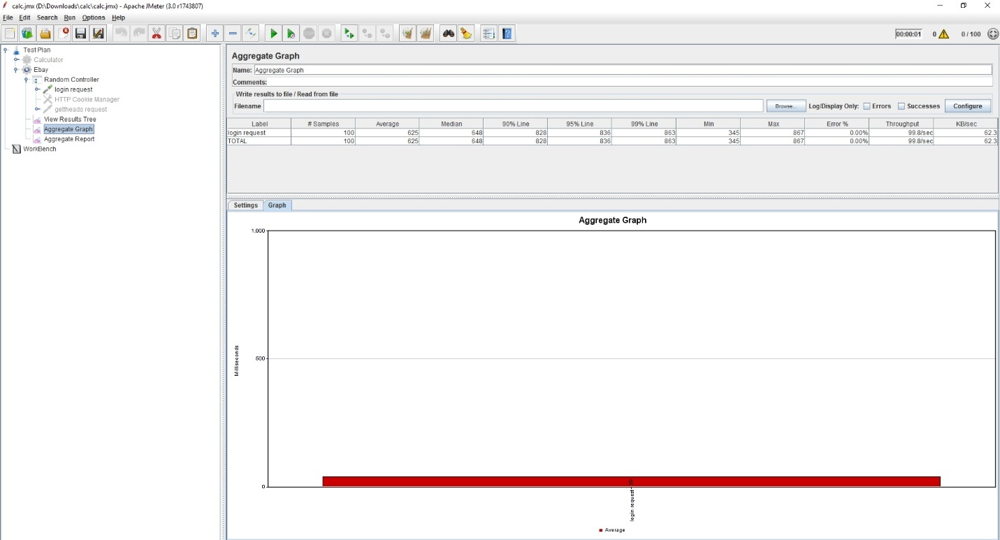 calc.jmx (D:\Downloads\calc\calc.jmx) - Apache JMeter (3.0 r1743807)
File Edit Search Run Options Help
00:00:01 0 0 / 100
Test Plan
Calculator
Ebay
Random Controller
login request
HTTP Cookie Manager
gettheads request
View Results Tree
Aggregate Graph
Aggregate Report
WorkBench
Aggregate Graph
Name: Aggregate Graph
Comments:
Write results to file / Read from file
Filename Browse... Log/Display Only: Errors Successes Configure
Label # Samples Average Median 90% Line 95% Line 99% Line Min Max Error % Throughput KB/sec
login request 100 625 648 828 836 863 345 867 0.00% 99.8/sec 62.3
TOTAL 100 625 648 828 836 863 345 867 0.00% 99.8/sec 62.3
Settings Graph
Aggregate Graph
1,000
500
0
Milliseconds
login request
Average